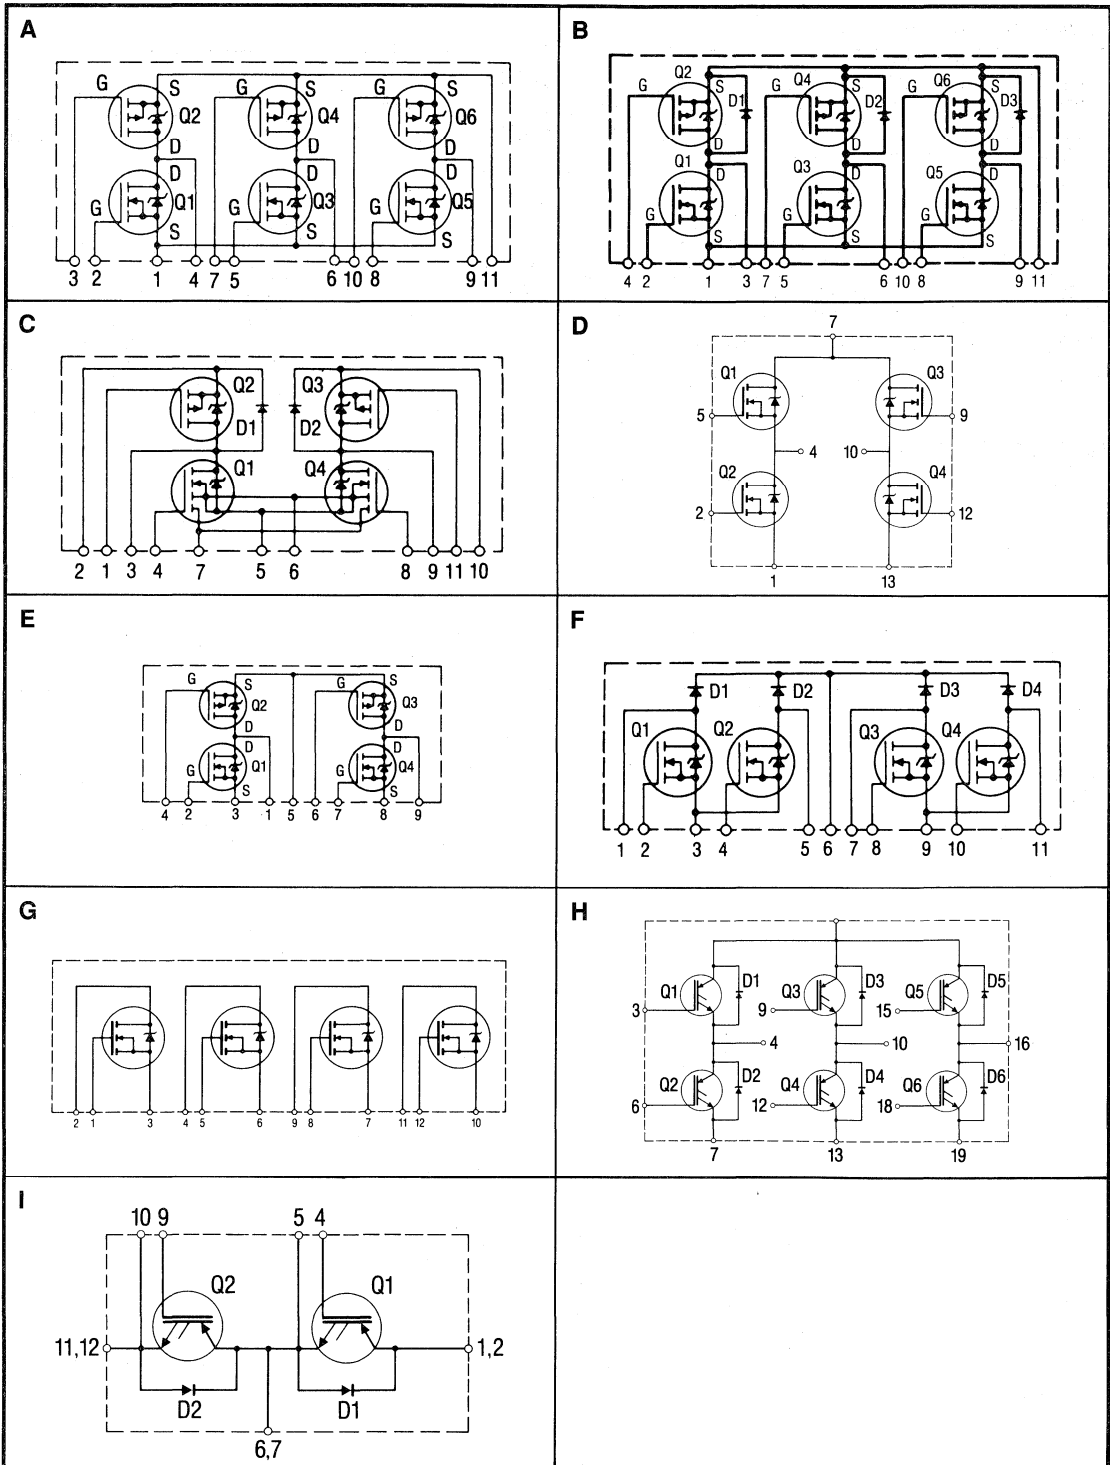 A
G S G S G S
Q2 Q4 Q6
D D D
D D D
Q1 Q3 Q5
G G G
S S S
3 2 1 4 7 5 6 10 8 9 11
B
Q2 Q4 Q6
G S G S G S
D1 D2 D3
Q1 D Q3 D Q5 D
D D D
G G G
S S S
4 2 1 3 7 5 6 10 8 9 11
C
Q2 Q3
D1 D2
Q1 Q4
2 1 3 4 7 5 6 8 9 11 10
D
7
Q1 Q3
5 9
4 10
Q2 Q4
2 12
1 13
E
G S G S
Q2 Q3
D D
D D
Q1 Q4
G G
S S
4 2 3 1 5 6 7 8 9
F
D1 D2 D3 D4
Q1 Q2 Q3 Q4
1 2 3 4 5 6 7 8 9 10 11
G
2 1 3 4 5 6 9 8 7 11 12 10
H
Q1 D1 Q3 D3 Q5 D5
3 9 15
4 10 16
Q2 D2 Q4 D4 Q6 D6
6 12 18
7 13 19
I
10 9 5 4
Q2 Q1
11,12 1,2
D2 D1
6,7